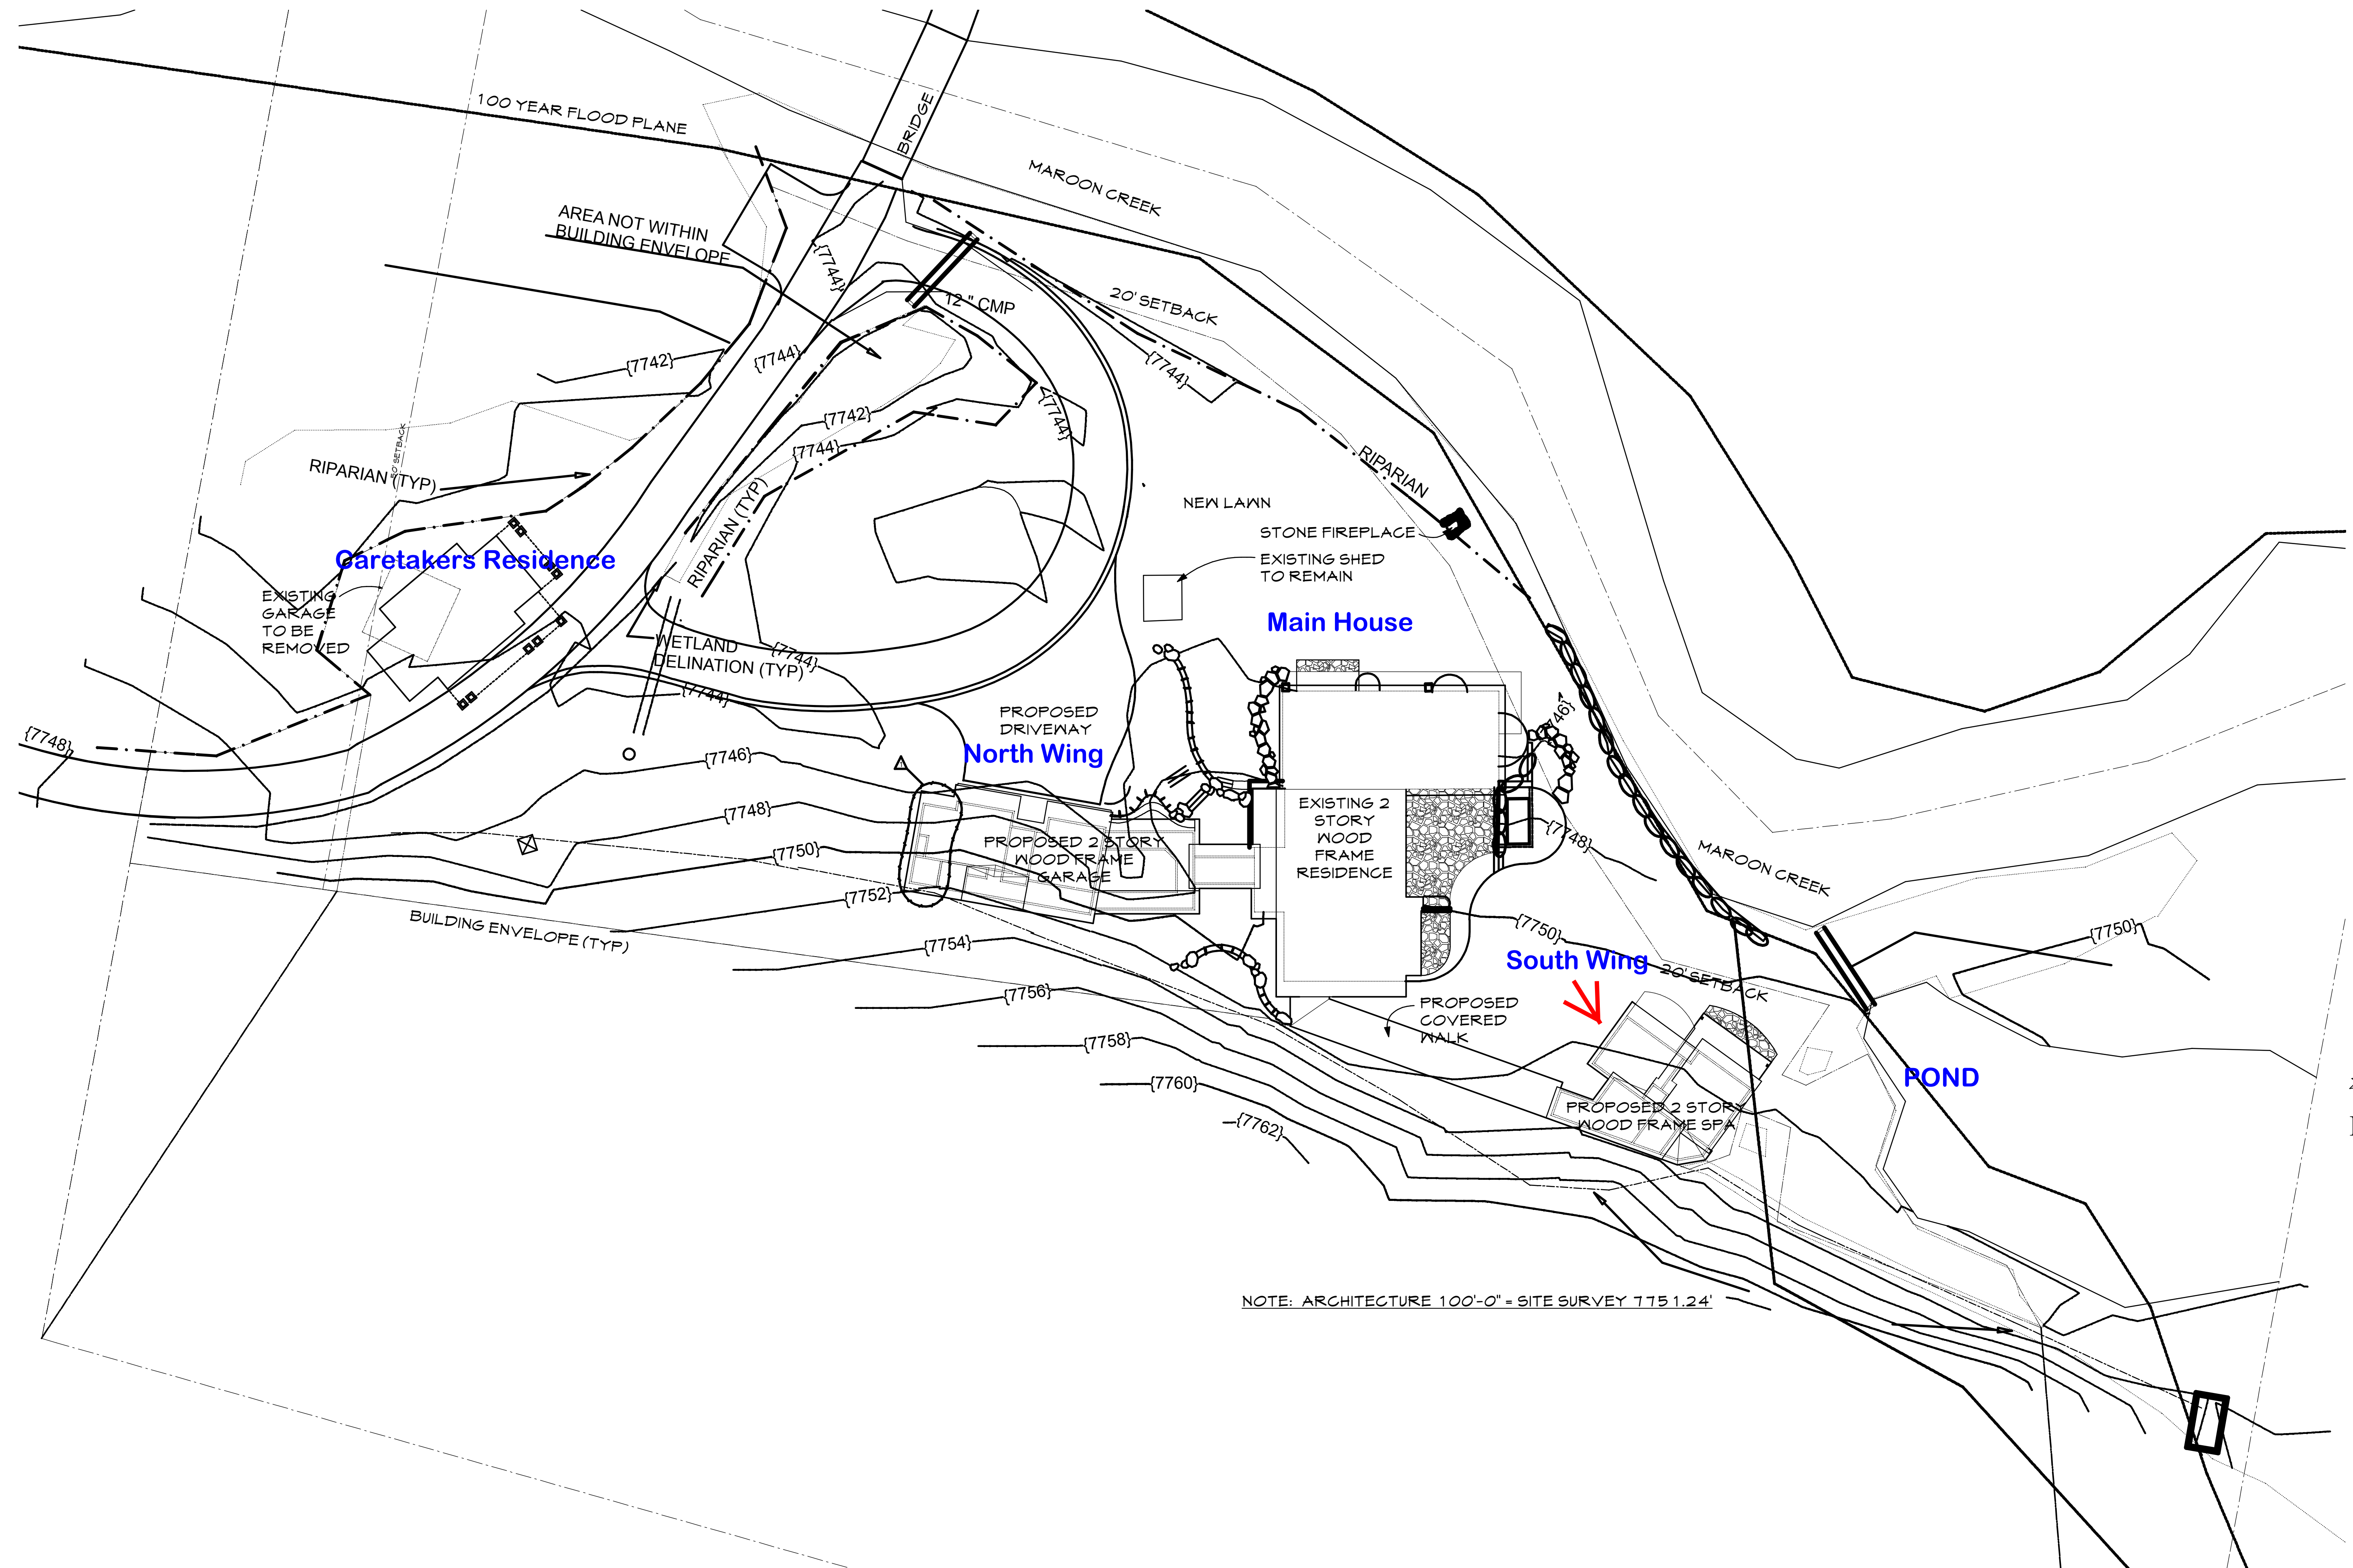 100 YEAR FLOOD PLANE
BRIDGE
MAROON CREEK
AREA NOT WITHIN
BUILDING ENVELOPE
{7744}
12 " CMP
20' SETBACK
{7742}
{7744}
{7744}
{7742}
{7744}
{7744}
20' SETBACK
RIPARIAN (TYP)
RIPARIAN (TYP)
RIPARIAN
NEW LAWN
STONE FIREPLACE
EXISTING SHED
TO REMAIN
Caretakers Residence
EXISTING
GARAGE
TO BE
REMOVED
Main House
WETLAND
DELINATION (TYP)
{7744}
{7744}
PROPOSED
DRIVEWAY
North Wing
{7748}
{7746}
{7746}
{7748}
{7750}
{7752}
PROPOSED 2 STORY
WOOD FRAME
GARAGE
EXISTING 2
STORY
WOOD
FRAME
RESIDENCE
{7748}
MAROON CREEK
BUILDING ENVELOPE (TYP)
{7754}
{7750}
{7750}
South Wing
20' SETBACK
{7756}
PROPOSED
COVERED
WALK
{7758}
{7760}
{7762}
POND
PROPOSED 2 STORY
WOOD FRAME SPA
NOTE: ARCHITECTURE 100'-0" = SITE SURVEY 7751.24'